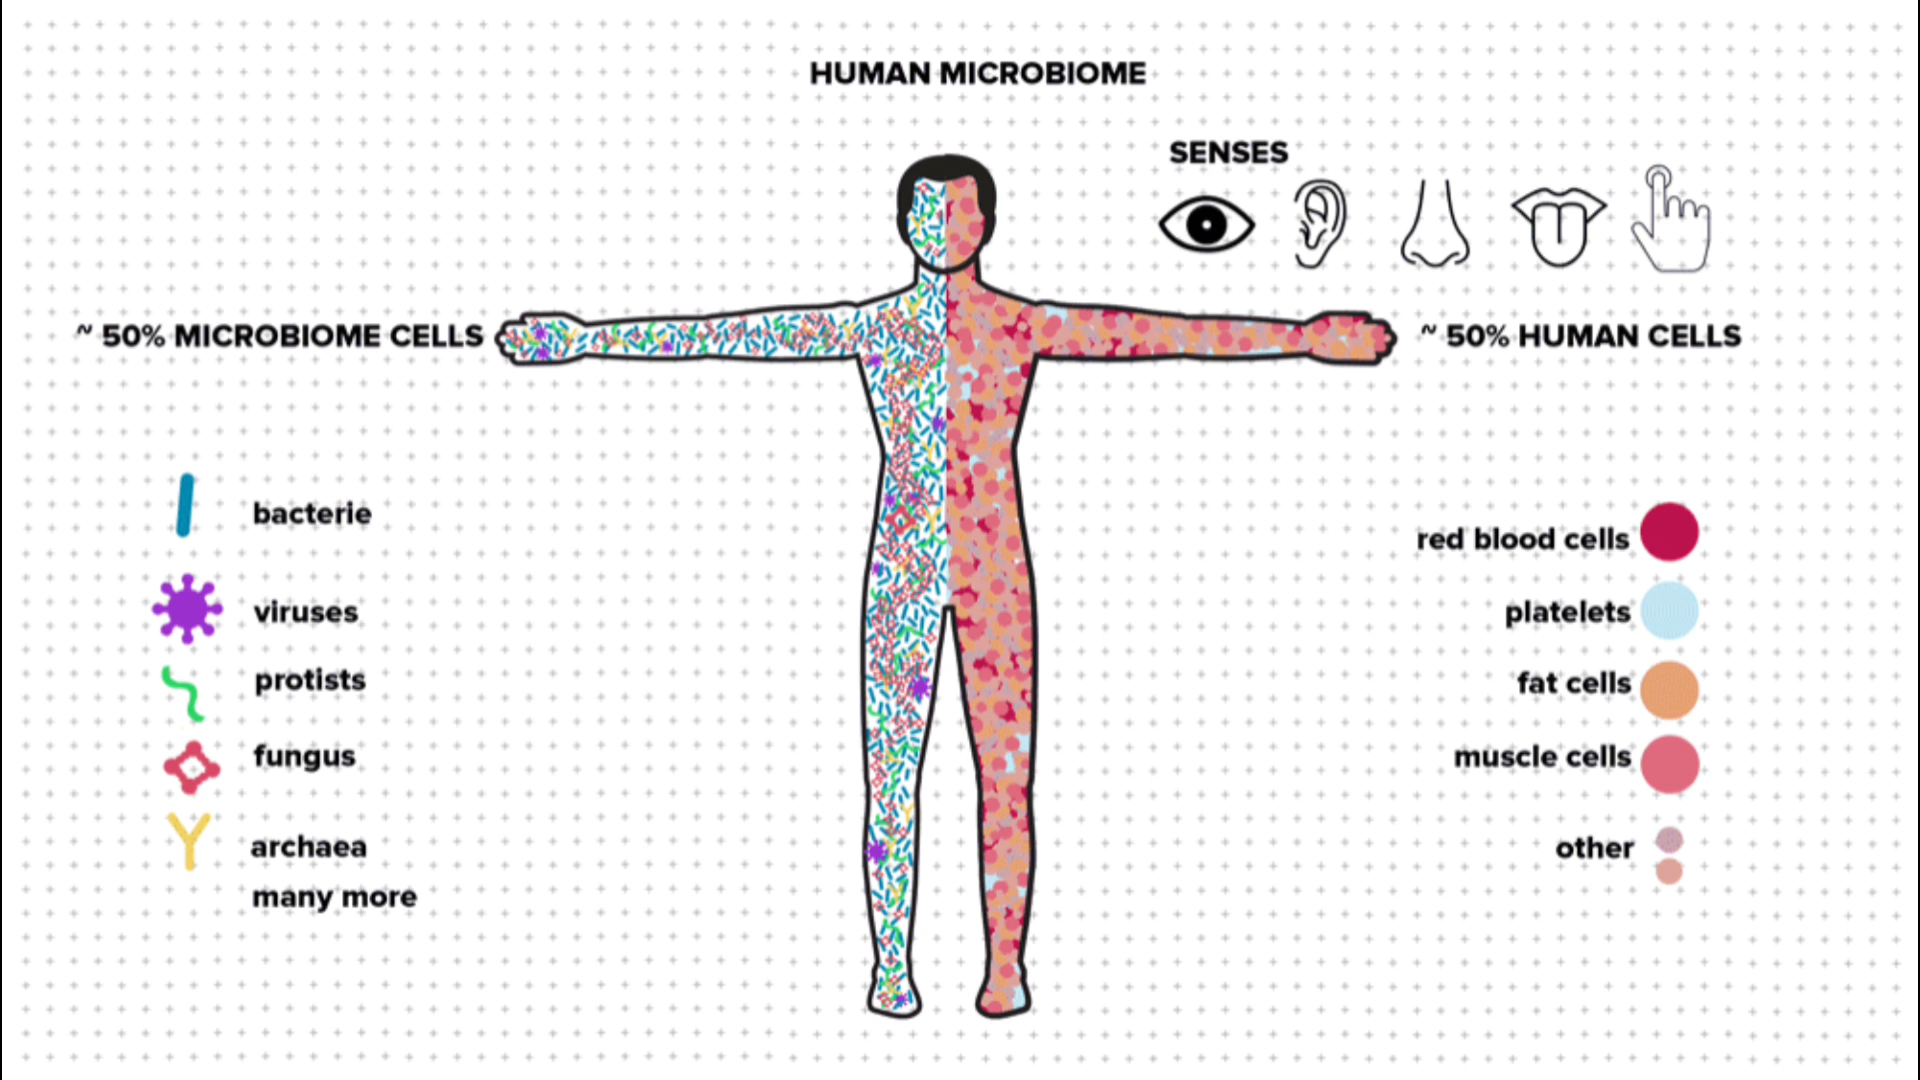 HUMAN MICROBIOME
SENSES
~ 50% MICROBIOME CELLS
~ 50% HUMAN CELLS
bacterie
viruses
protists
fungus
archaea
many more
red blood cells
platelets
fat cells
muscle cells
other